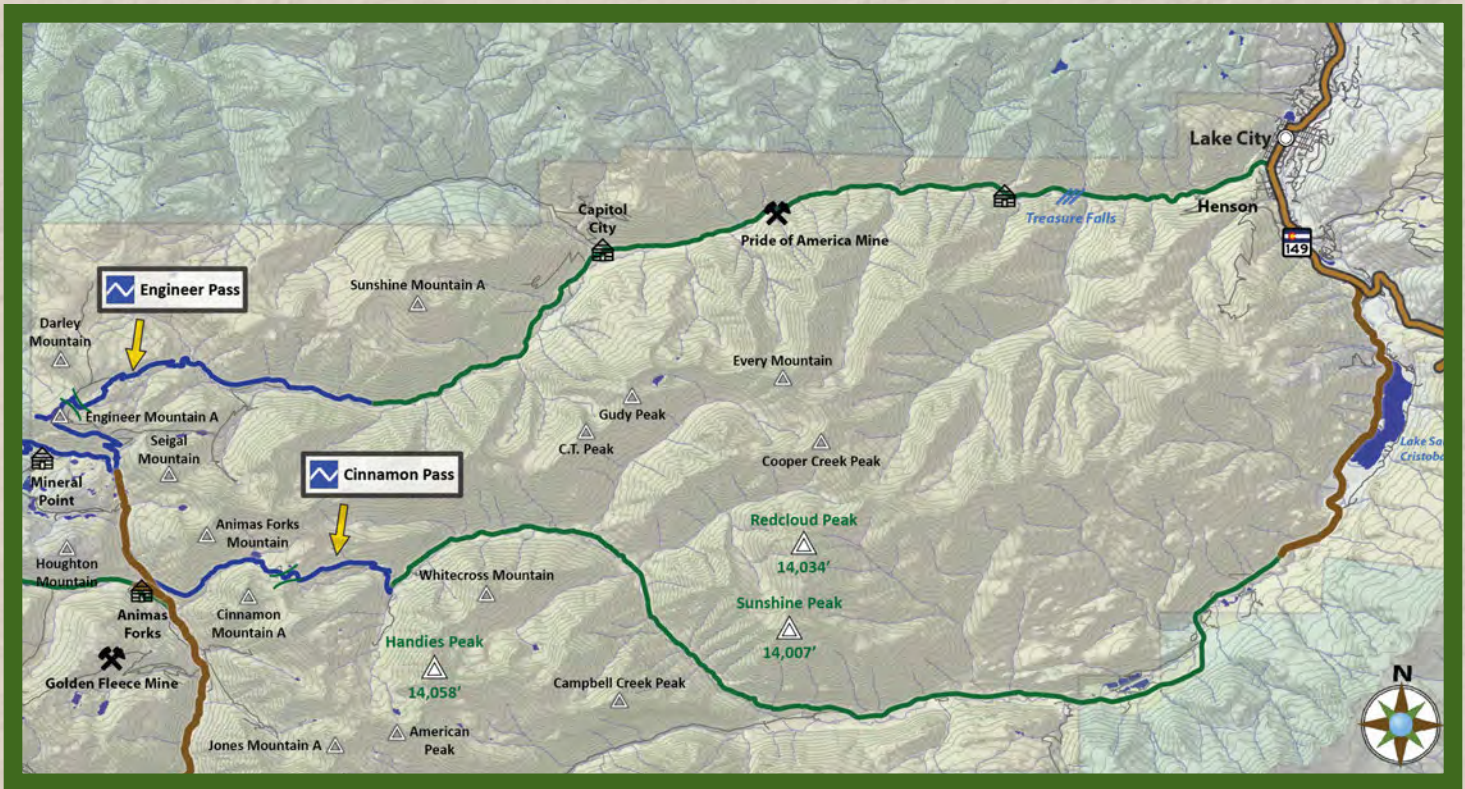 Lake City
Henson
149
Treasure Falls
Capitol
City
Pride of America Mine
Engineer Pass
Sunshine Mountain A
Darley
Mountain
Every Mountain
Engineer Mountain A
Gudy Peak
Seigal
Mountain
C.T. Peak
Cooper Creek Peak
Lake Sa
Cristoba
Cinnamon Pass
Mineral
Point
Animas Forks
Mountain
Redcloud Peak
14,034'
Houghton
Mountain
Whitecross Mountain
Animas
Forks
Cinnamon
Mountain A
Sunshine Peak
14,007'
Handies Peak
14,058'
Golden Fleece Mine
Campbell Creek Peak
American
Peak
Jones Mountain A
N